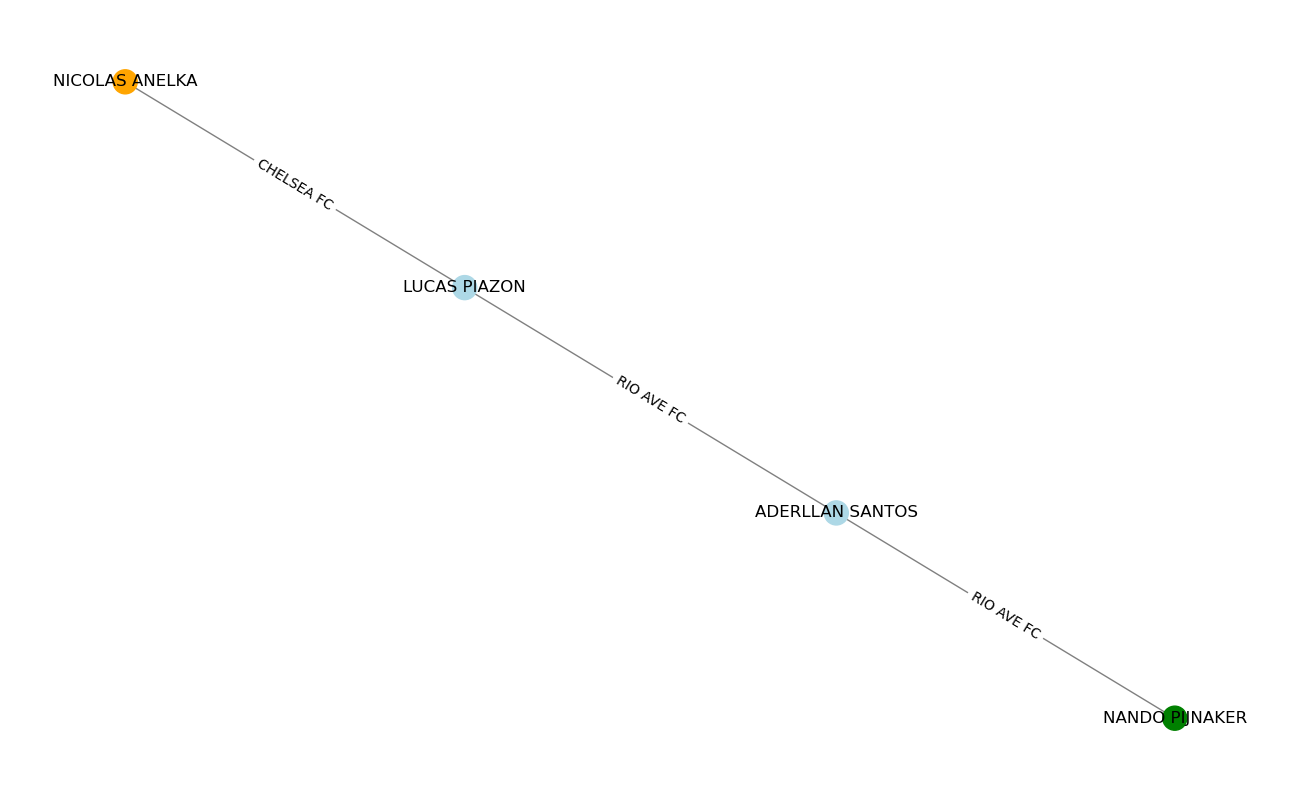 NICOLAS ANELKA
CHELSEA FC
LUCAS PIAZON
RIO AVE FC
ADERLLAN SANTOS
RIO AVE FC
NANDO PIJNAKER